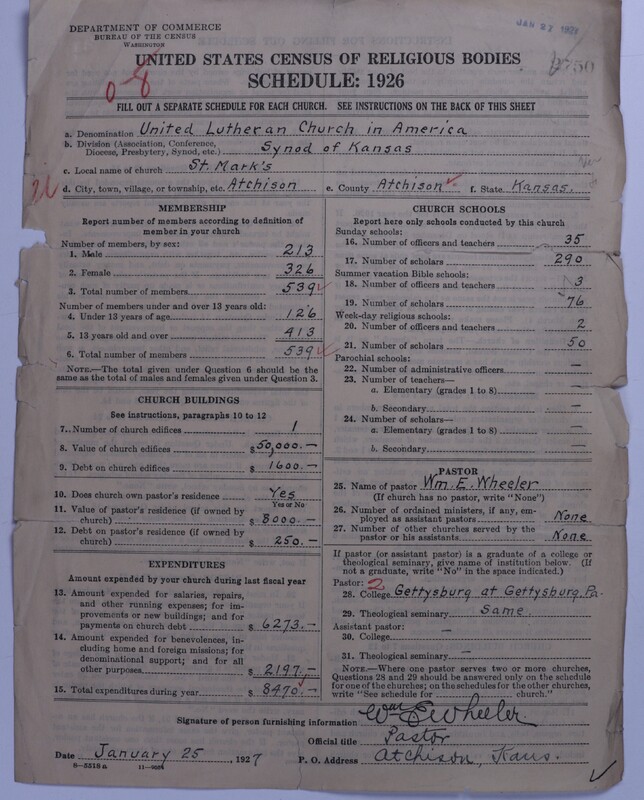 DEPARTMENT OF COMMERCE
BUREAU OF THE CENSUS
WASHINGTON
JAN 27 1927
UNITED STATES CENSUS OF RELIGIOUS BODIES
SCHEDULE: 1926
0-8
FILL OUT A SEPARATE SCHEDULE FOR EACH CHURCH. SEE INSTRUCTIONS ON THE BACK OF THIS SHEET
a. Denomination United Lutheran Church in America
b. Division (Association, Conference, Diocese, Presbytery, Synod, etc.) Synod of Kansas
c. Local name of church St. Mark's
d. City, town, village, or township, etc. Atchison e. County Atchison f. State Kansas.
MEMBERSHIP
Report number of members according to definition of member in your church
Number of members, by sex:
1. Male 213
2. Female 326
3. Total number of members 539
Number of members under and over 13 years old:
4. Under 13 years of age 126
5. 13 years old and over 413
6. Total number of members 539
NOTE.—The total given under Question 6 should be same as the total of males and females given under Question 3.
CHURCH BUILDINGS
See instructions, paragraphs 10 to 12
7. Number of church edifices 1
8. Value of church edifices $50,000.—
9. Debt on church edifices $ 1600.—
10. Does church own pastor's residence Yes
Yes or No
11. Value of pastor's residence (if owned by church) $ 8000.—
12. Debt on pastor's residence (if owned by church) $ 250.—
EXPENDITURES
Amount expended by your church during last fiscal year
13. Amount expended for salaries, repairs, and other running expenses; for improvements or new buildings; and for payments on church debt $ 6273.—
14. Amount expended for benevolences, including home and foreign missions; for denominational support; and for all other purposes $ 2197.—
15. Total expenditures during year $ 8470.—
CHURCH SCHOOLS
Report here only schools conducted by this church
Sunday schools:
16. Number of officers and teachers 35
17. Number of scholars 290
Summer vacation Bible schools:
18. Number of officers and teachers 3
19. Number of scholars 76
Week-day religious schools:
20. Number of officers and teachers 2
21. Number of scholars 50
Parochial schools:
22. Number of administrative officers —
23. Number of teachers—
a. Elementary (grades 1 to 8) —
b. Secondary —
24. Number of scholars—
a. Elementary (grades 1 to 8) —
b. Secondary —
PASTOR
25. Name of pastor Wm. E. Wheeler
(If church has no pastor, write "None")
26. Number of ordained ministers, if any, employed as assistant pastors None
27. Number of other churches served by the pastor or his assistants None
If pastor (or assistant pastor) is a graduate of a college or theological seminary, give name of institution below. (If not a graduate, write "No" in the space indicated.)
Pastor: 2
28. College Gettysburg at Gettysburg, Pa.
29. Theological seminary Same.
Assistant pastor:
30. College —
31. Theological seminary —
NOTE.—Where one pastor serves two or more churches, Questions 28 and 29 should be answered only on the schedule for one of the churches; on the schedules for the other churches, write "See schedule for church."
Signature of person furnishing information Wm E Wheeler
Official title Pastor
Date January 25, 1927 P. O. Address Atchison, Kans.
8-5518a